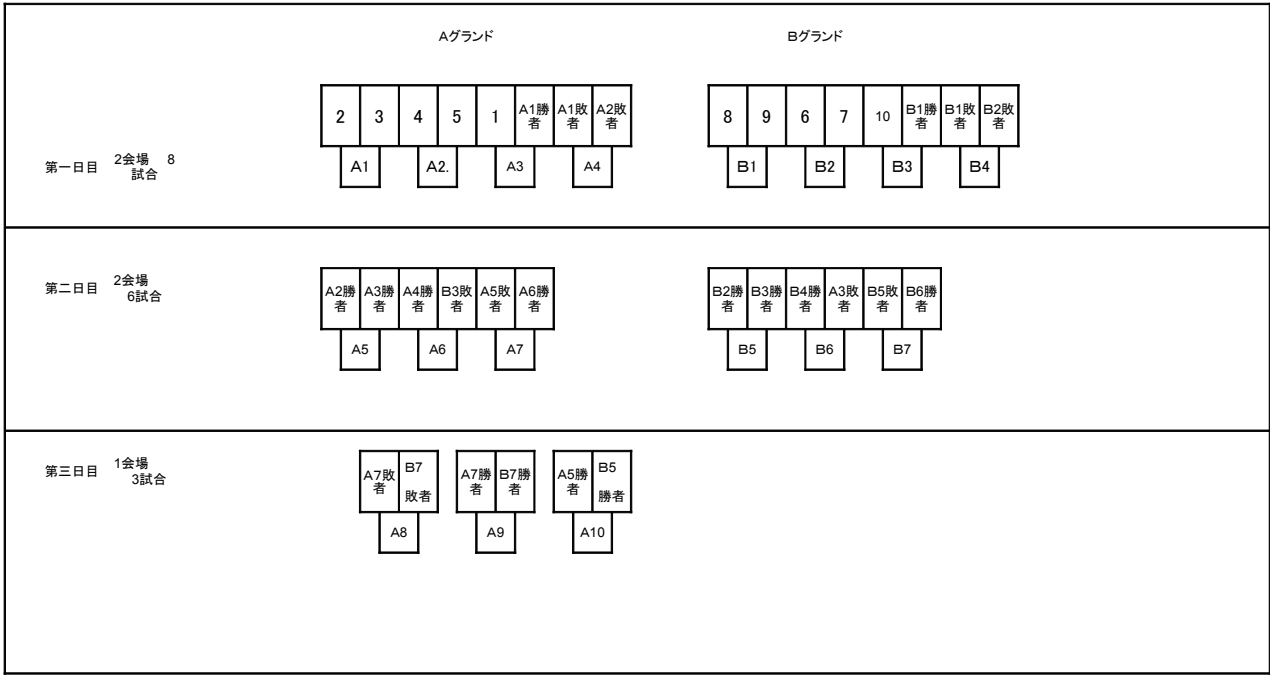 Aグランド
Bグランド
2 3 4 5 1 A1勝者 A1敗者 A2敗者
8 9 6 7 10 B1勝者 B1敗者 B2敗者
第一日目 2会場 8
試合
A1 A2. A3 A4
B1 B2 B3 B4
第二日目 2会場
6試合
A2勝者 A3勝者 A4勝者 B3敗者 A5敗者 A6勝者
B2勝者 B3勝者 B4勝者 A3敗者 B5敗者 B6勝者
A5 A6 A7
B5 B6 B7
第三日目 1会場
3試合
A7敗者 B7敗者 A7勝者 B7勝者 A5勝者 B5勝者
A8 A9 A10